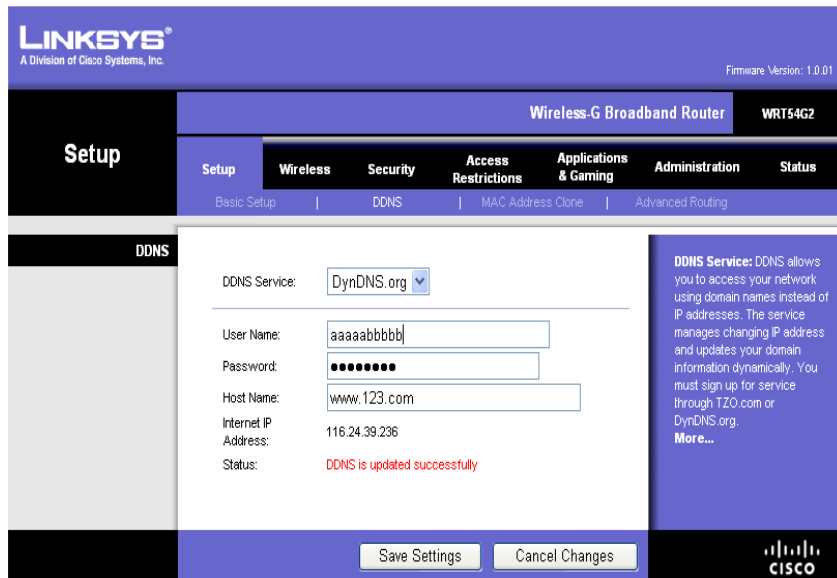 LINKSYS®
A Division of Cisco Systems, Inc.
Firmware Version: 1.0.01
Wireless-G Broadband Router WRT54G2
Setup
Setup Wireless Security Access Restrictions Applications & Gaming Administration Status
Basic Setup | DDNS | MAC Address Clone | Advanced Routing
DDNS
DDNS Service: DynDNS.org
User Name: aaaaabbbbb
Password: ●●●●●●●●
Host Name: www.123.com
Internet IP
Address: 116.24.39.236
Status: DDNS is updated successfully
DDNS Service: DDNS allows
you to access your network
using domain names instead of
IP addresses. The service
manages changing IP address
and updates your domain
information dynamically. You
must sign up for service
through TZO.com or
DynDNS.org.
More...
Save Settings Cancel Changes
CISCO